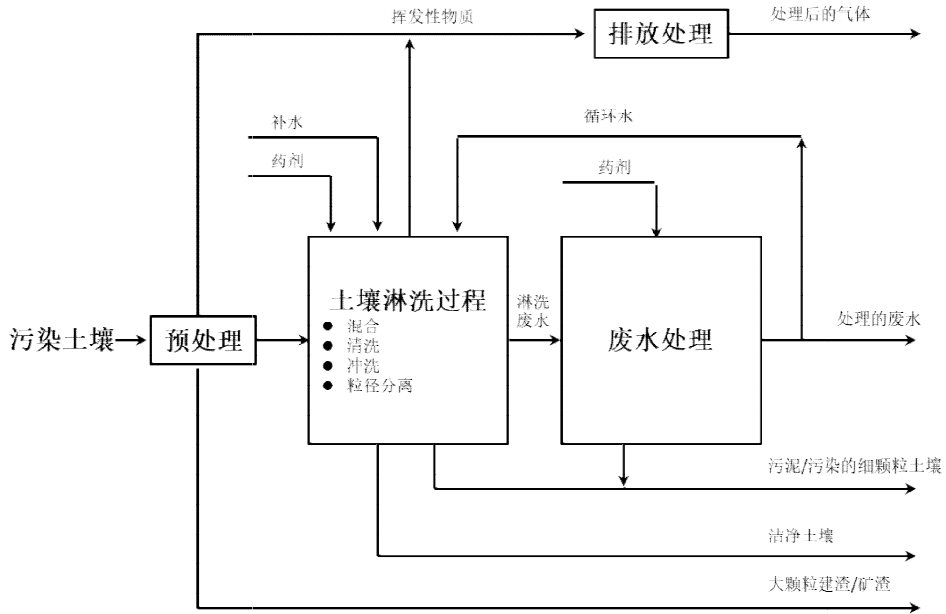 挥发性物质
处理后的气体
排放处理
补水
循环水
药剂
药剂
土壤淋洗过程
混合
清洗
冲洗
粒径分离
淋洗
废水
废水处理
处理的废水
污染土壤
预处理
污泥/污染的细颗粒土壤
洁净土壤
大颗粒建渣/矿渣